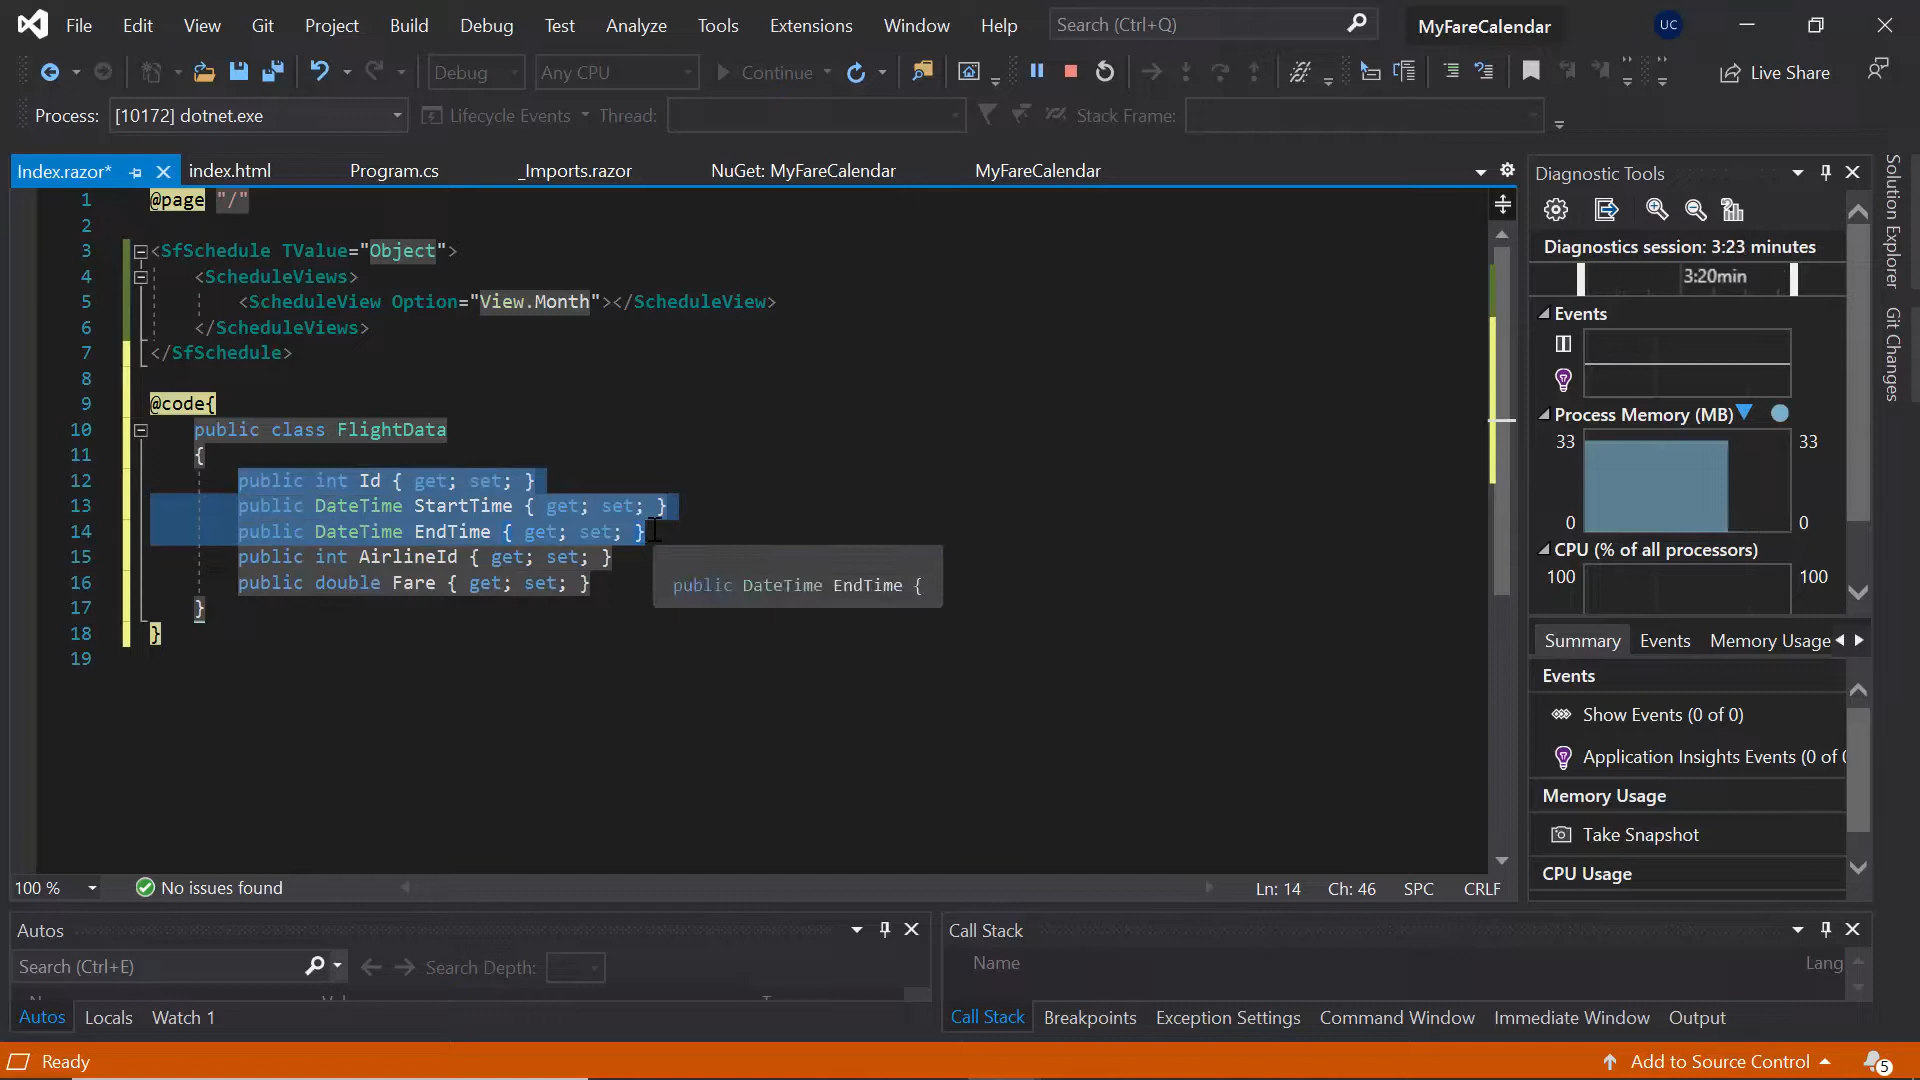 File Edit View Git Project Build Debug Test Analyze Tools Extensions Window Help Search (Ctrl+Q) MyFareCalendar UC
Debug Any CPU Continue Live Share
Process: [10172] dotnet.exe Lifecycle Events Thread: Stack Frame:
Index.razor* index.html Program.cs _Imports.razor NuGet: MyFareCalendar MyFareCalendar
1 @page "/"
2
3 <SfSchedule TValue="Object">
4 <ScheduleViews>
5 <ScheduleView Option="View.Month"></ScheduleView>
6 </ScheduleViews>
7 </SfSchedule>
8
9 @code{
10 public class FlightData
11 {
12 public int Id { get; set; }
13 public DateTime StartTime { get; set; }
14 public DateTime EndTime { get; set; }
15 public int AirlineId { get; set; }
16 public double Fare { get; set; }
17 }
18 }
19
public DateTime EndTime {
100 % No issues found Ln: 14 Ch: 46 SPC CRLF
Diagnostic Tools
Diagnostics session: 3:23 minutes
3:20min
Events
Process Memory (MB)
33 33
0 0
CPU (% of all processors)
100 100
Summary Events Memory Usage
Events
Show Events (0 of 0)
Application Insights Events (0 of
Memory Usage
Take Snapshot
CPU Usage
Solution Explorer
Git Changes
Autos
Search (Ctrl+E) Search Depth:
Autos Locals Watch 1
Call Stack
Name Lang
Call Stack Breakpoints Exception Settings Command Window Immediate Window Output
Ready Add to Source Control 5